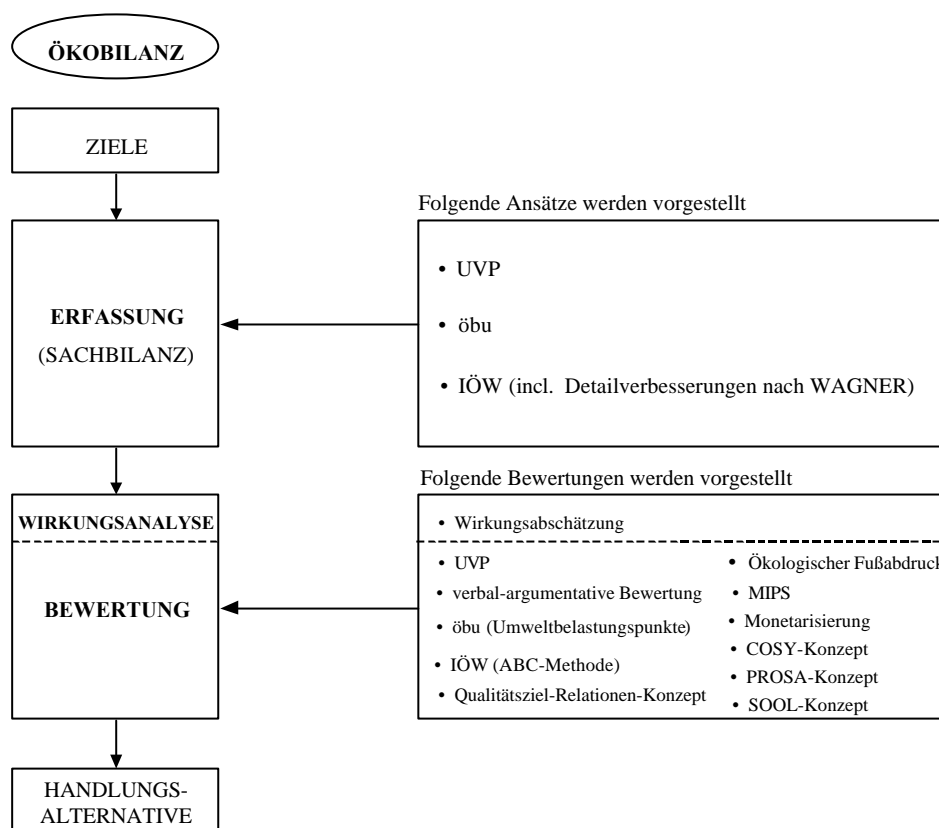 ÖKOBILANZ
ZIELE
Folgende Ansätze werden vorgestellt
• UVP
ERFASSUNG
• öbu
(SACHBILANZ)
• IÖW (incl. Detailverbesserungen nach WAGNER)
Folgende Bewertungen werden vorgestellt
WIRKUNGSANALYSE
• Wirkungsabschätzung
BEWERTUNG
• UVP
• verbal-argumentative Bewertung
• öbu (Umweltbelastungspunkte)
• IÖW (ABC-Methode)
• Qualitätsziel-Relationen-Konzept
• Ökologischer Fußabdruck
• MIPS
• Monetarisierung
• COSY-Konzept
• PROSA-Konzept
• SOOL-Konzept
HANDLUNGS-
ALTERNATIVE